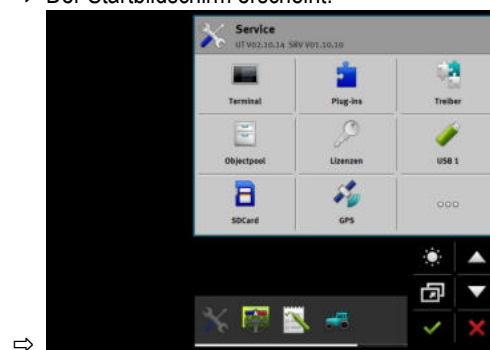 Der Startbildschirm erscheint.
Service
UT V02.10.14 SRV V01.10.10
Terminal
Plug-ins
Treiber
Objectpool
Lizenzen
USB 1
SDCard
GPS